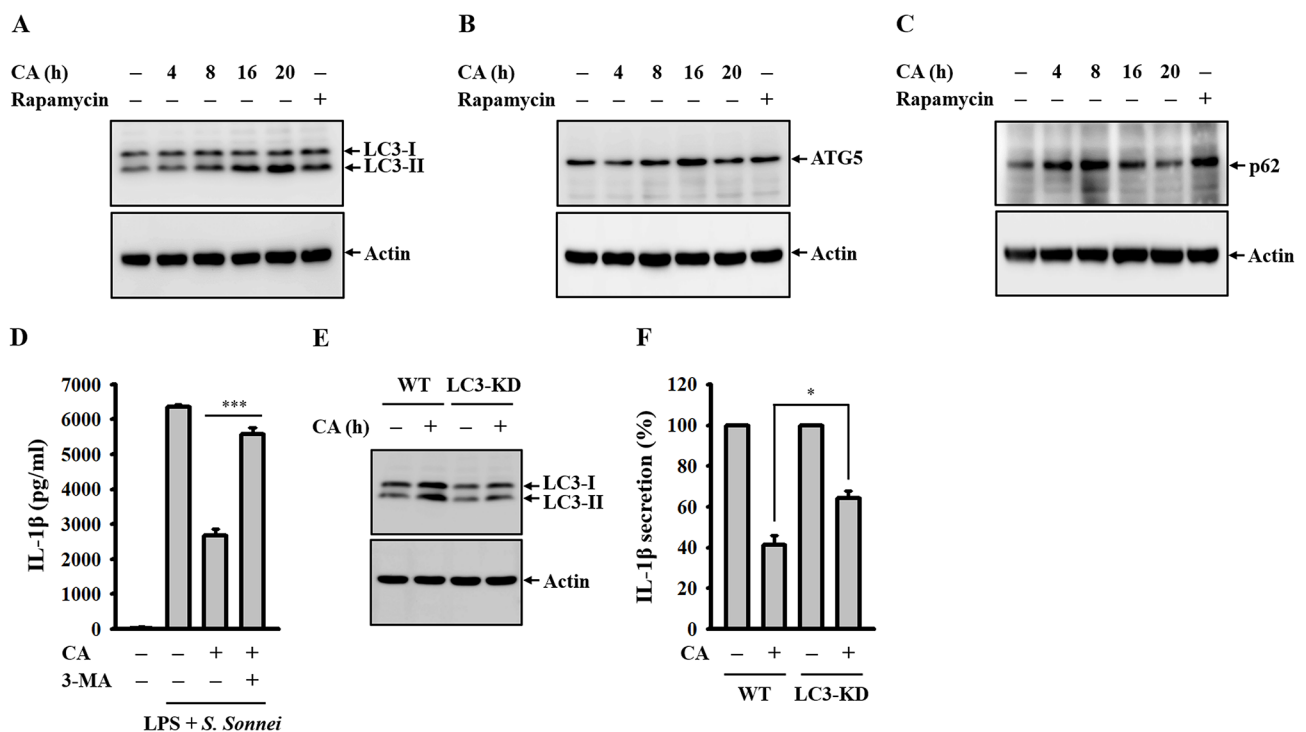 A
CA (h) – 4 8 16 20 –
Rapamycin – – – – – +
LC3-I
LC3-II
Actin
B
CA (h) – 4 8 16 20 –
Rapamycin – – – – – +
ATG5
Actin
C
CA (h) – 4 8 16 20 –
Rapamycin – – – – – +
p62
Actin
D
IL-1β (pg/ml)
7000
6000
5000
4000
3000
2000
1000
0
***
CA – – + +
3-MA – – – +
LPS + S. Sonnei
E
WT LC3-KD
CA (h) – + – +
LC3-I
LC3-II
Actin
F
IL-1β secretion (%)
120
100
80
60
40
20
0
*
CA – + – +
WT LC3-KD